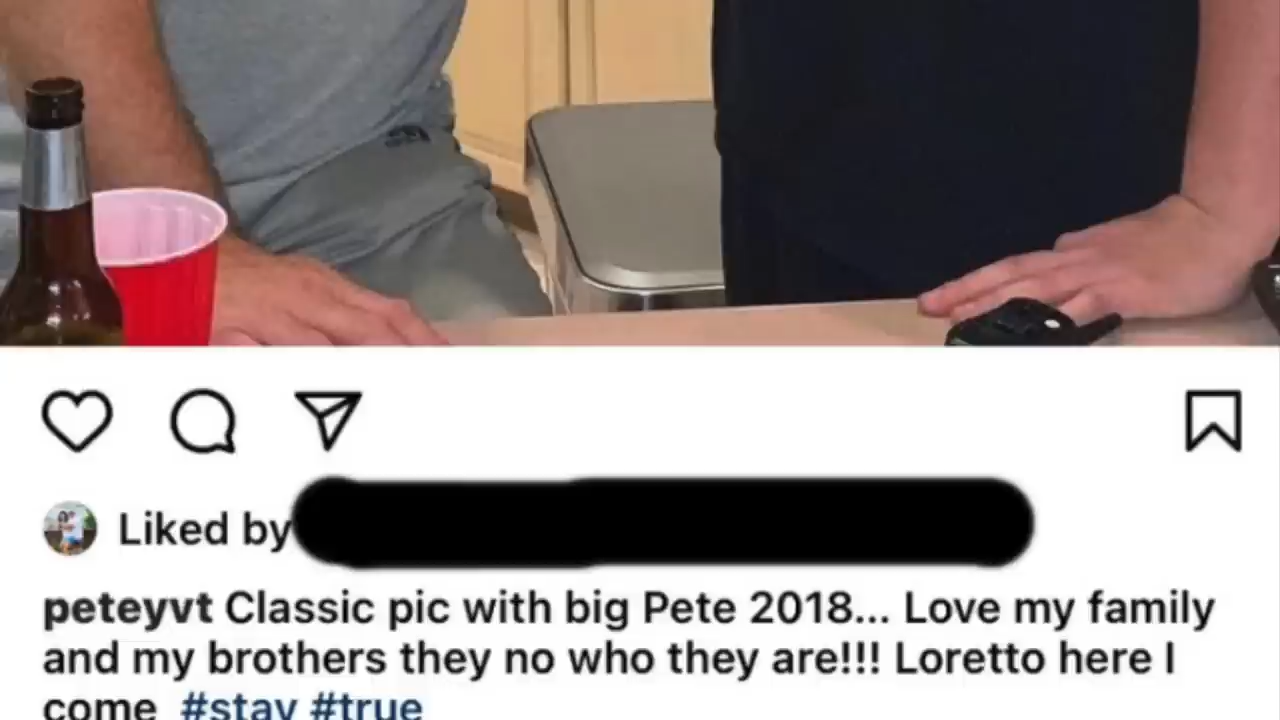 Liked by
peteyvt Classic pic with big Pete 2018... Love my family
and my brothers they no who they are!!! Loretto here I
come #stay #true